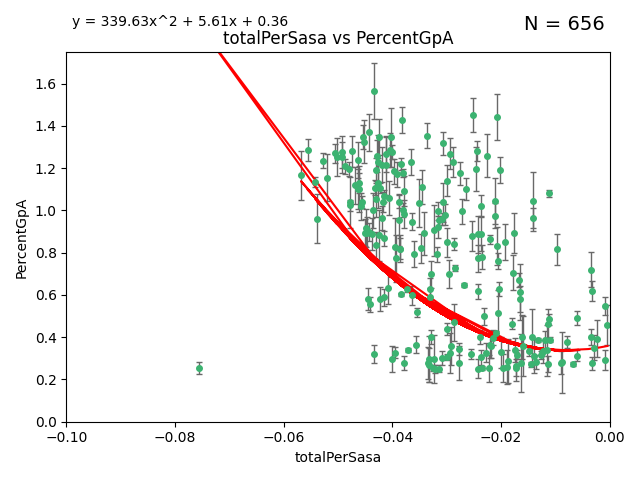 y = 339.63x^2 + 5.61x + 0.36
N = 656
totalPerSasa vs PercentGpA
PercentGpA
1.6
1.4
1.2
1.0
0.8
0.6
0.4
0.2
0.0
−0.10 −0.08 −0.06 −0.04 −0.02 0.00
totalPerSasa